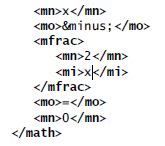 <mn>x</mn>
<mo>&minus;</mo>
<mfrac>
<mn>2</mn>
<mi>x</mi>
</mfrac>
<mo>=</mo>
<mn>0</mn>
</math>